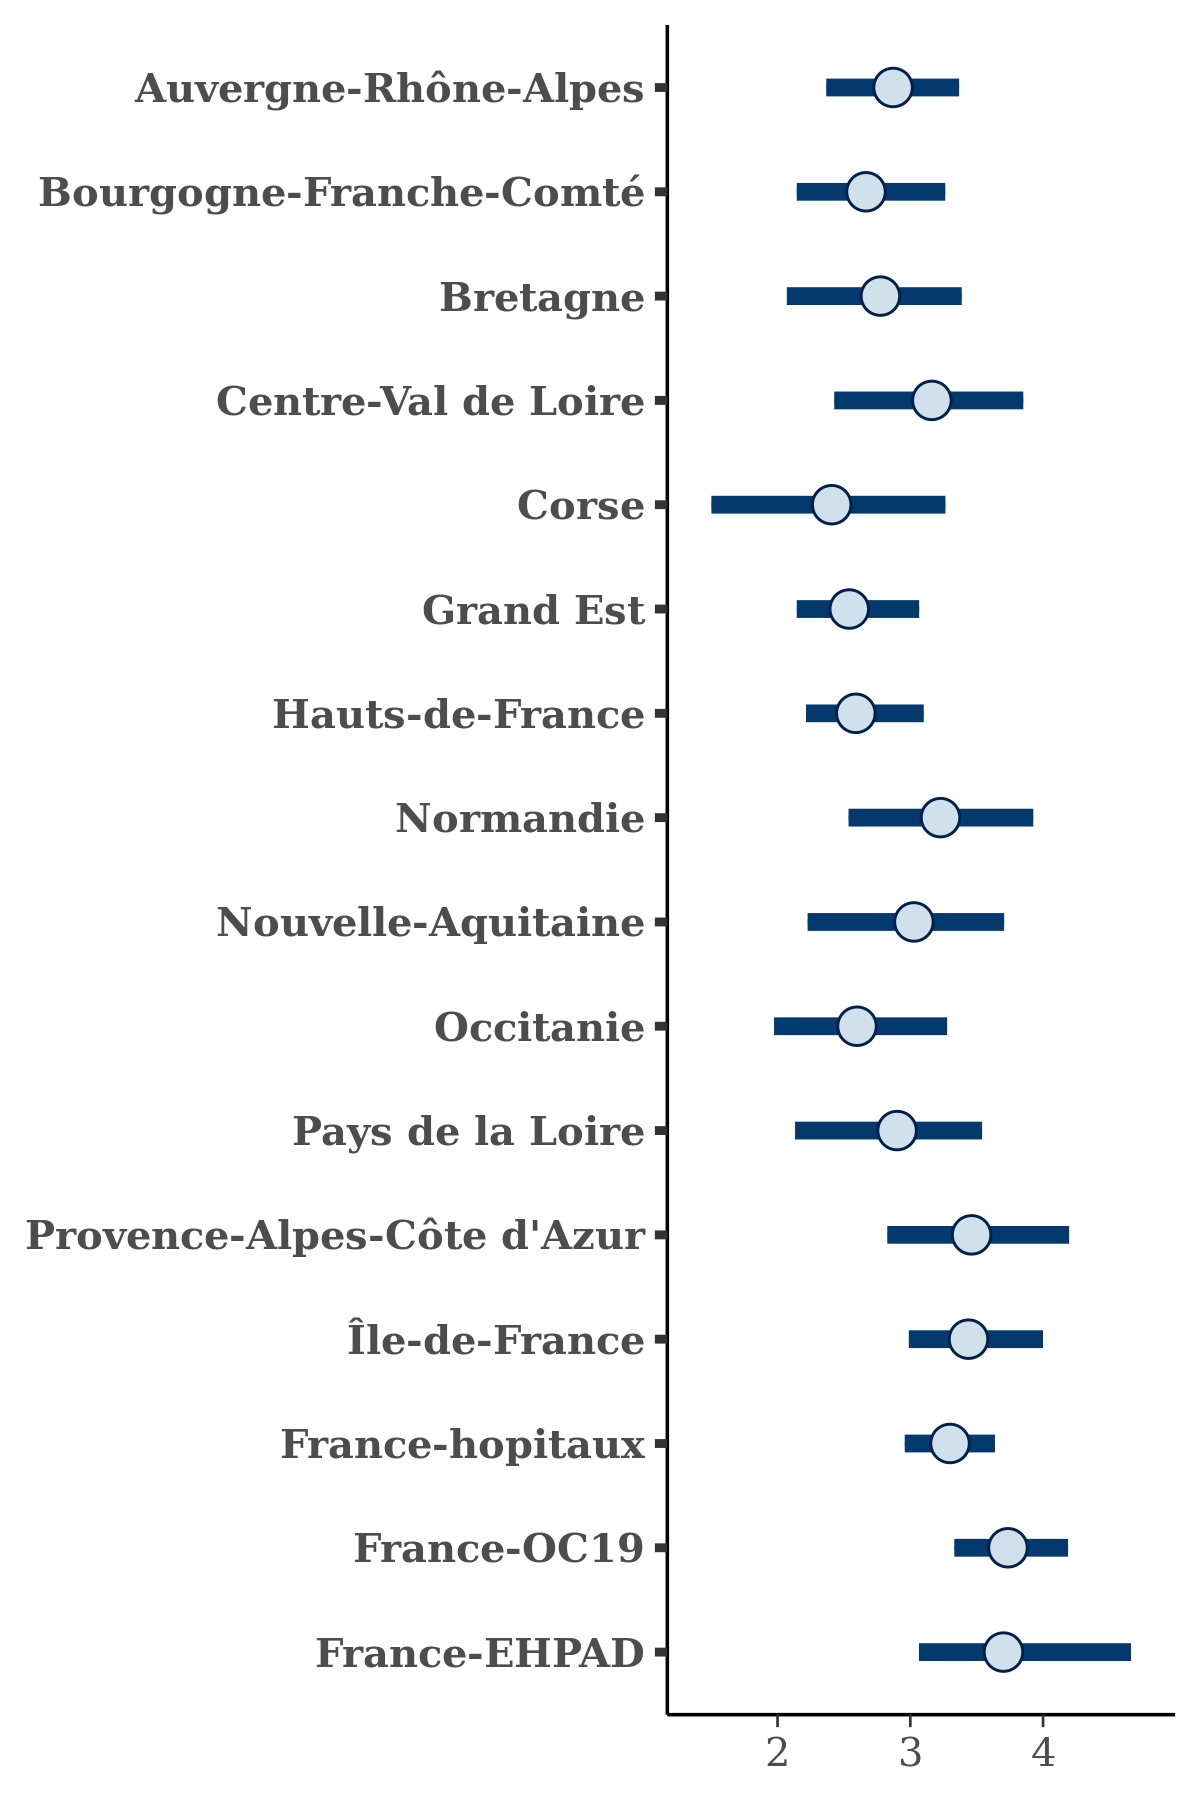 Auvergne-Rhône-Alpes
Bourgogne-Franche-Comté
Bretagne
Centre-Val de Loire
Corse
Grand Est
Hauts-de-France
Normandie
Nouvelle-Aquitaine
Occitanie
Pays de la Loire
Provence-Alpes-Côte d'Azur
Île-de-France
France-hopitaux
France-OC19
France-EHPAD
2 3 4